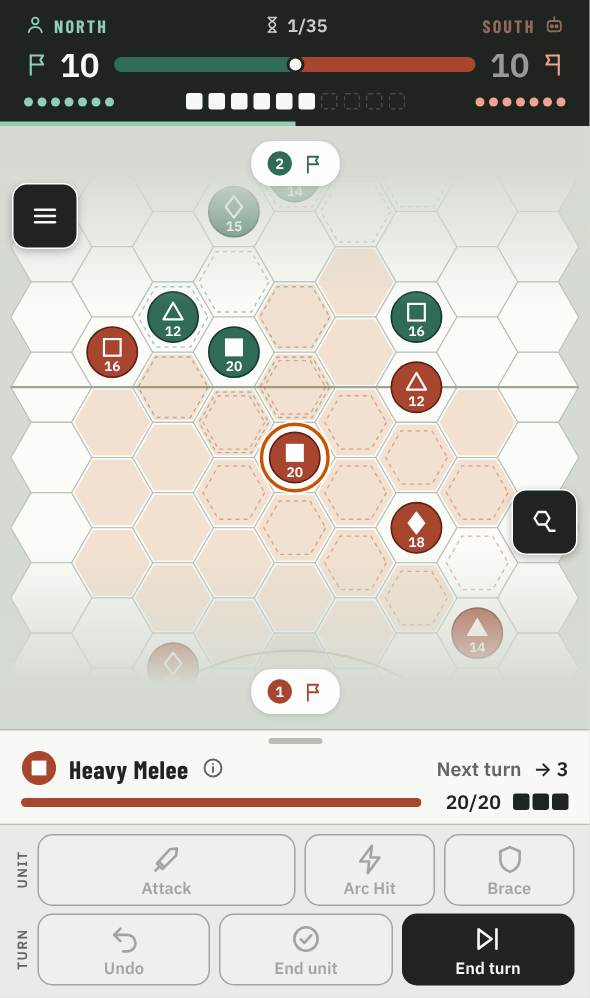 NORTH
1/35
SOUTH
10
10
2
14
15
12
16
16
20
12
20
18
14
1
Heavy Melee
Next turn → 3
20/20
UNIT
Attack
Arc Hit
Brace
TURN
Undo
End unit
End turn